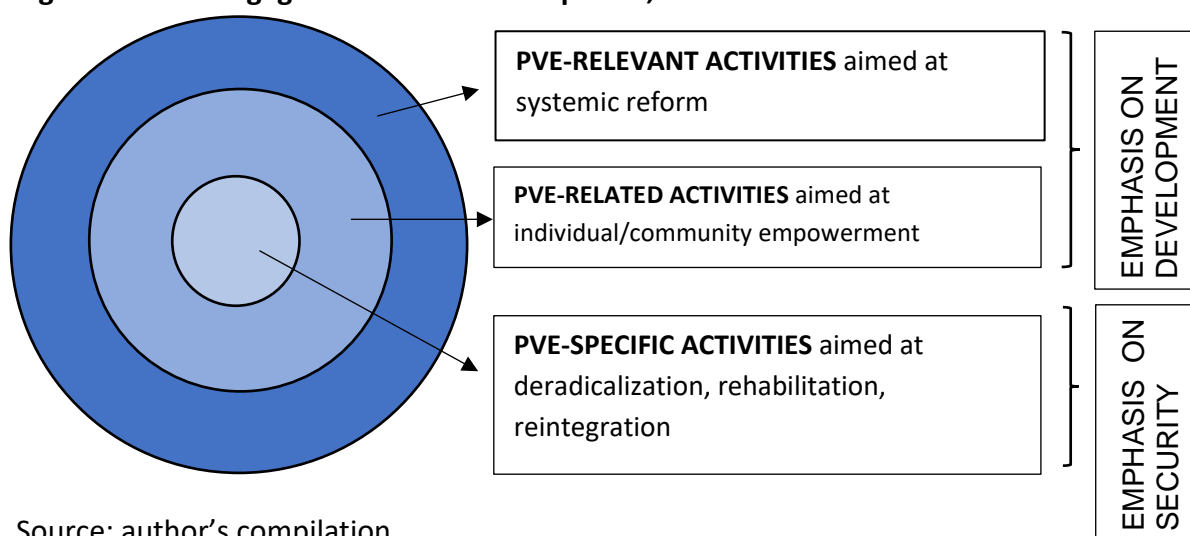 PVE-RELEVANT ACTIVITIES aimed at
systemic reform
EMPHASIS ON
DEVELOPMENT
PVE-RELATED ACTIVITIES aimed at
individual/community empowerment
PVE-SPECIFIC ACTIVITIES aimed at
deradicalization, rehabilitation,
reintegration
EMPHASIS ON
SECURITY
Source: author's compilation